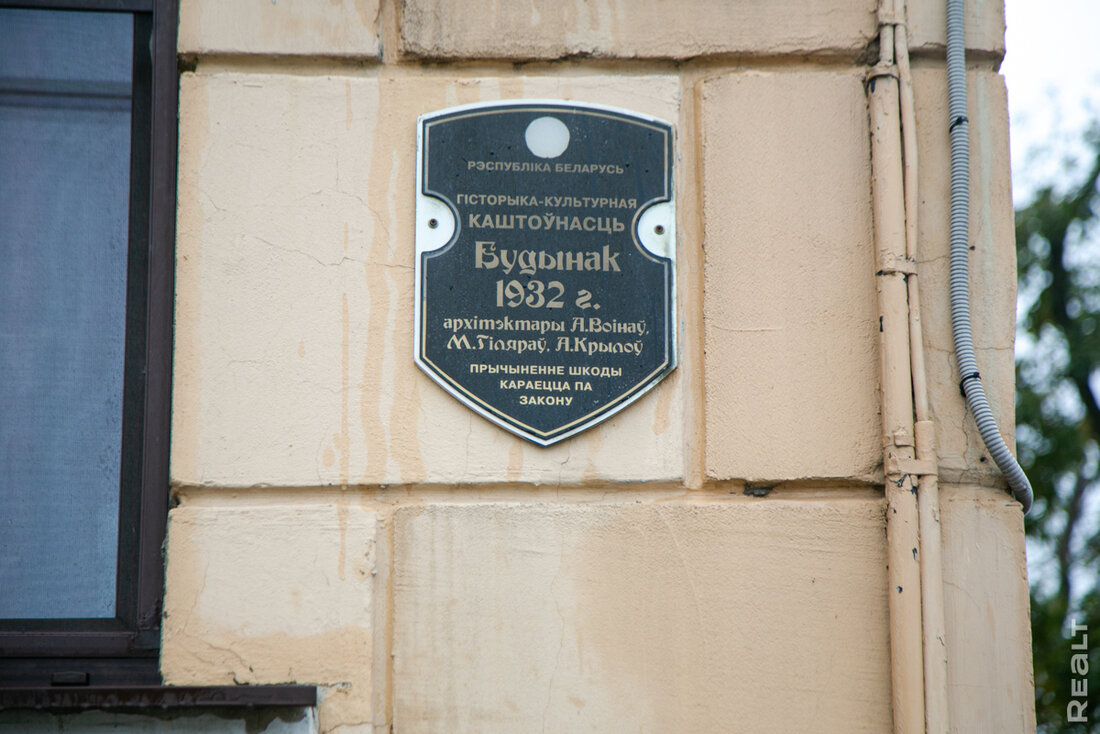 РЭСПУБЛІКА БЕЛАРУСЬ
ГІСТОРЫКА-КУЛЬТУРНАЯ
КАШТОЎНАСЦЬ
Будынак
1932 г.
архітэктары А.Воінаў,
М.Гіляраў, А.Крылоў
ПРЫЧЫНЕННЕ ШКОДЫ
КАРАЕЦЦА ПА
ЗАКОНУ
REALT